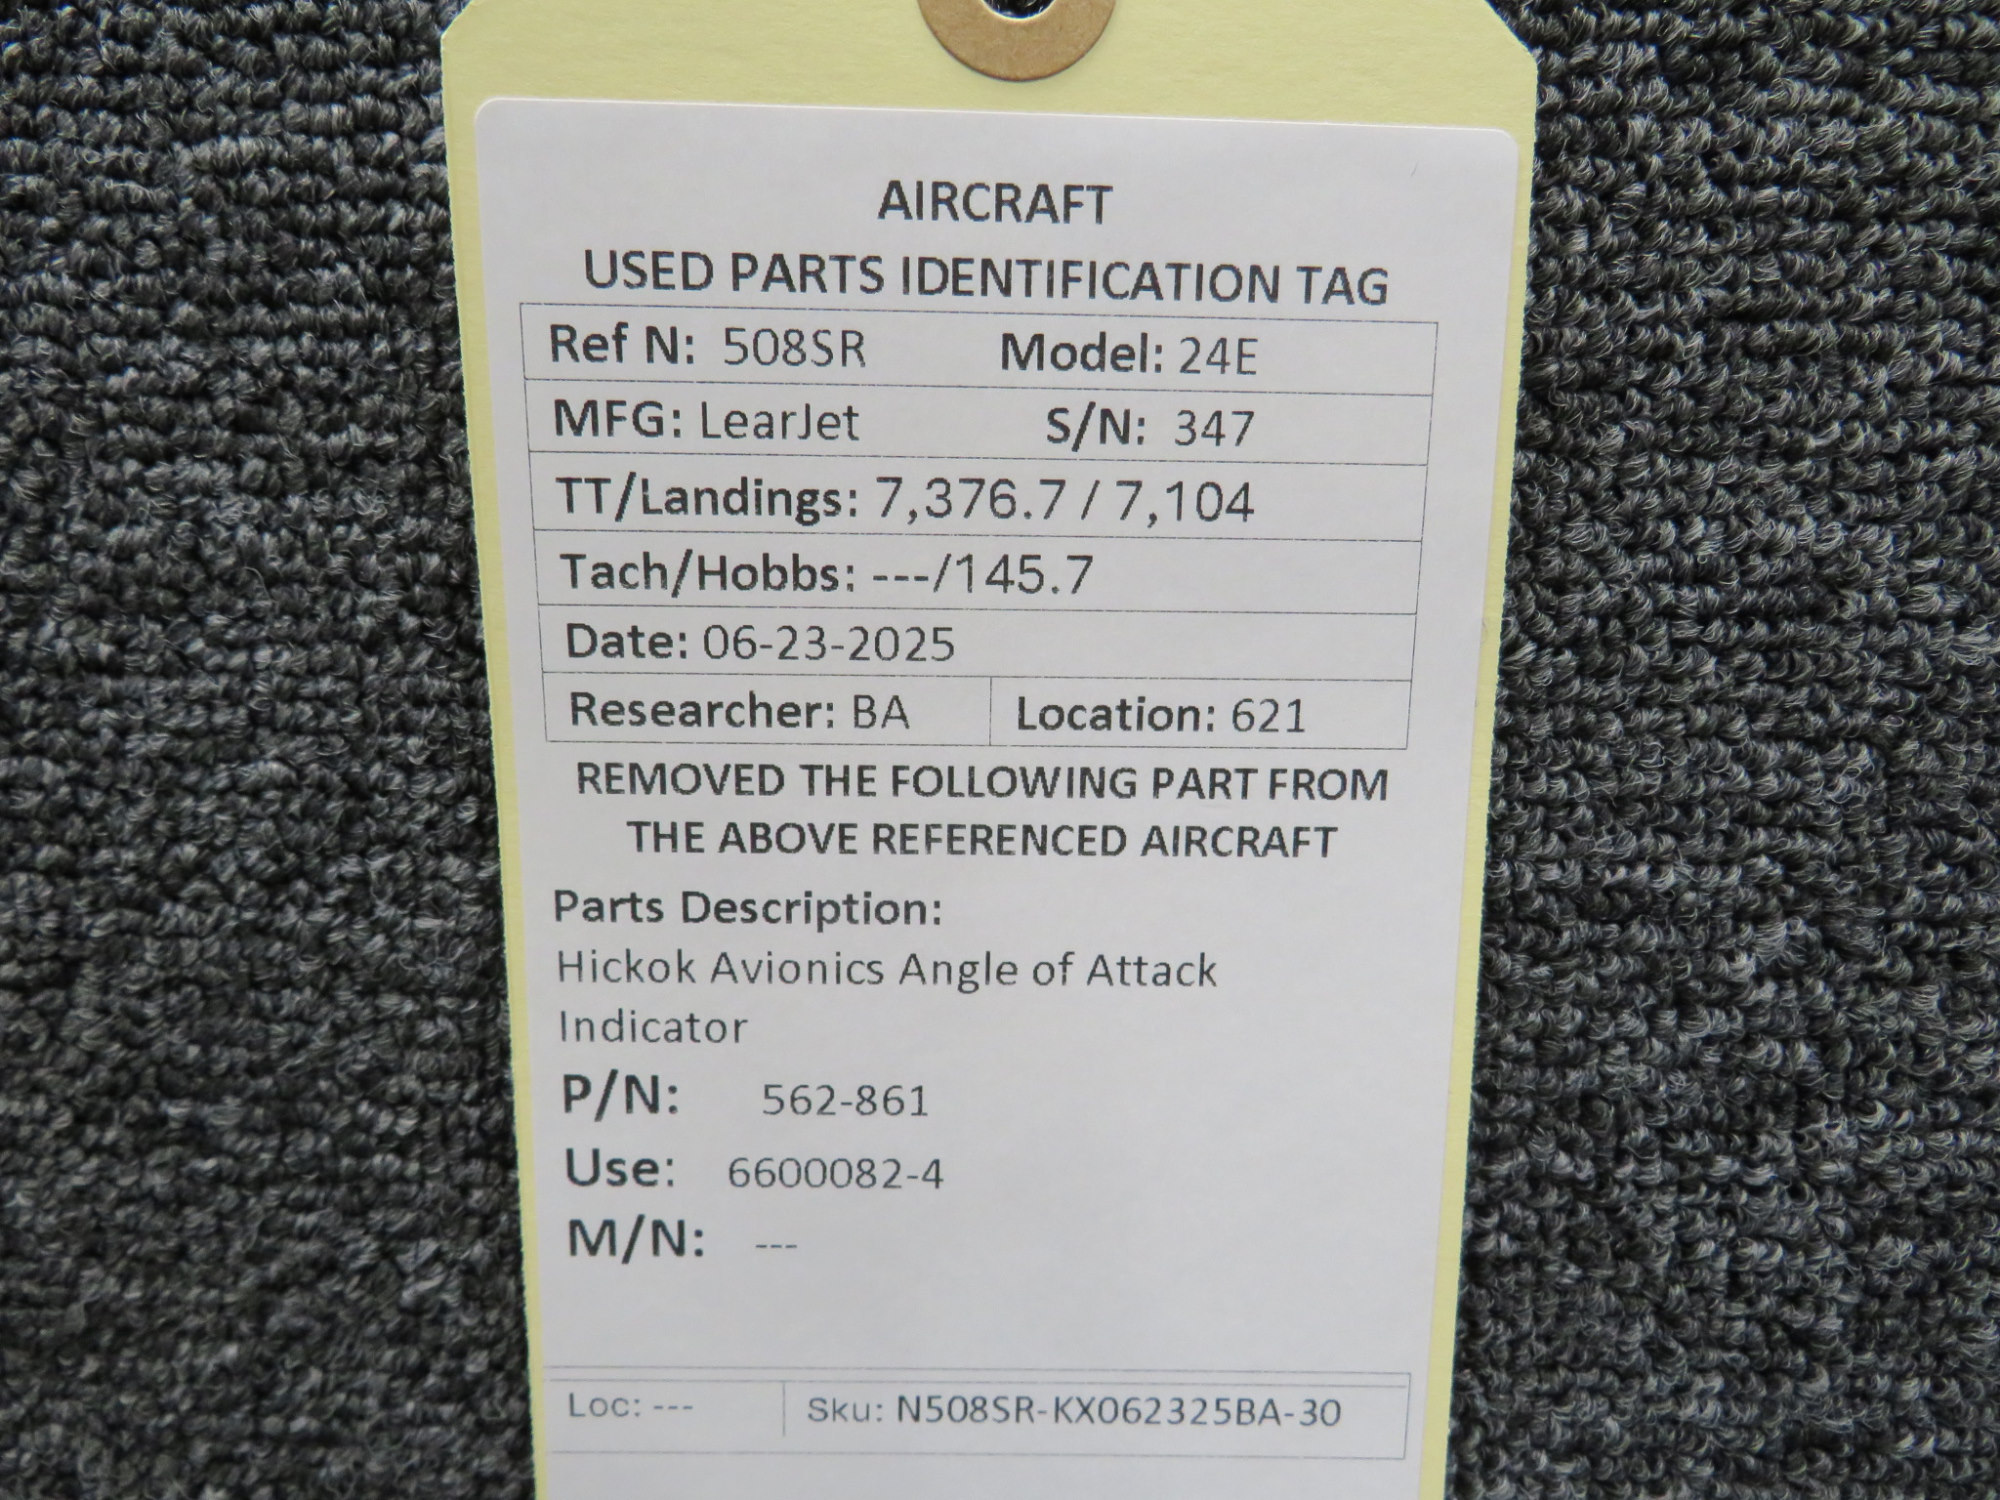 AIRCRAFT
USED PARTS IDENTIFICATION TAG
Ref N: 508SR Model: 24E
MFG: LearJet S/N: 347
TT/Landings: 7,376.7 / 7,104
Tach/Hobbs: ---/145.7
Date: 06-23-2025
Researcher: BA Location: 621
REMOVED THE FOLLOWING PART FROM
THE ABOVE REFERENCED AIRCRAFT
Parts Description:
Hickok Avionics Angle of Attack
Indicator
P/N: 562-861
Use: 6600082-4
M/N: ---
Loc: --- Sku: N508SR-KX062325BA-30